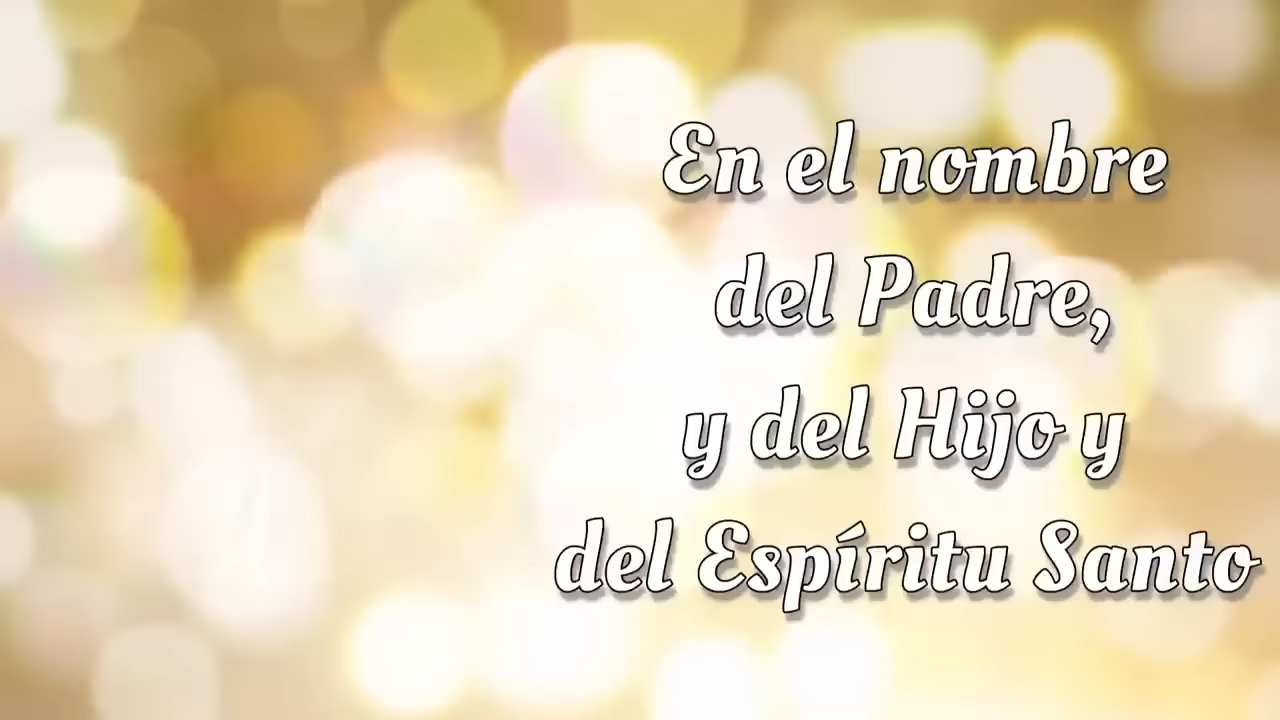 En el nombre
del Padre,
y del Hijo y
del Espíritu Santo